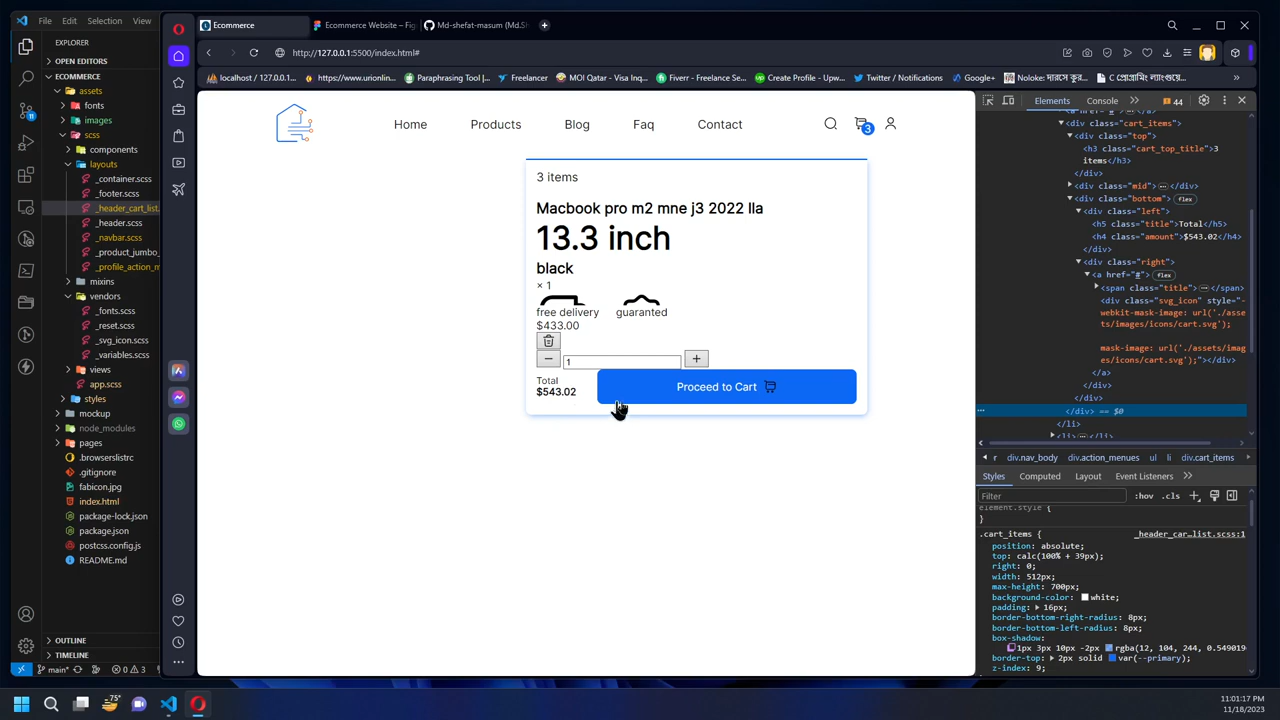 File Edit Selection View
EXPLORER
OPEN EDITORS
ECOMMERCE
assets
fonts
images
scss
components
layouts
_container.scss
_footer.scss
_header_cart_list.
_header.scss
_navbar.scss
_product_jumbo_
_profile_action_m
mixins
vendors
_fonts.scss
_reset.scss
_svg_icon.scss
_variables.scss
views
app.scss
styles
mockup
node_modules
pages
.browserslistrc
.gitignore
fabicon.jpg
index.html
package-lock.json
package.json
postcss.config.js
README.md
OUTLINE
TIMELINE
main* 0 3
Ecommerce
Ecommerce Website – Fig
Md-shefat-masum (Md.Sh
http://127.0.0.1:5500/index.html#
localhost / 127.0.0.1...
https://www.urionlin...
Paraphrasing Tool |...
Freelancer
MOI Qatar - Visa Inq...
Fiverr - Freelance Se...
Create Profile - Upw...
Twitter / Notifications
Google+
Home Products Blog Faq Contact 3
3 items
Macbook pro m2 mne j3 2022 lla
13.3 inch
black
× 1
free delivery guaranted
$433.00
− 1 +
Total
$543.02
Proceed to Cart
Elements Console 44
<div class="cart_items">
<div class="top">
<h3 class="cart_top_title">3
items</h3>
</div>
<div class="mid"> </div>
<div class="bottom"> flex
<div class="left">
<h5 class="title">Total</h5>
<h4 class="amount">$543.02</h4>
</div>
<div class="right">
<a href="#"> flex
<span class="title"> </span>
<div class="svg_icon" style="-
webkit-mask-image: url('./asse
ts/images/icons/cart.svg');
mask-image: url('./assets/imag
es/icons/cart.svg');"></div>
</a>
</div>
</div>
</div> == $0
</li>
<li> </li>
r div.nav_body div.action_menues ul li div.cart_items
Styles Computed Layout Event Listeners
Filter :hov .cls
element.style {
}
.cart_items { _header_car…list.scss:1
position: absolute;
top: calc(100% + 39px);
right: 0;
width: 512px;
max-height: 700px;
background-color: white;
padding: 16px;
border-bottom-right-radius: 8px;
border-bottom-left-radius: 8px;
box-shadow:
1px 3px 10px -2px rgba(12, 104, 244, 0.549019
border-top: 2px solid var(--primary);
z-index: 9;
75°
11:01:17 PM
11/18/2023